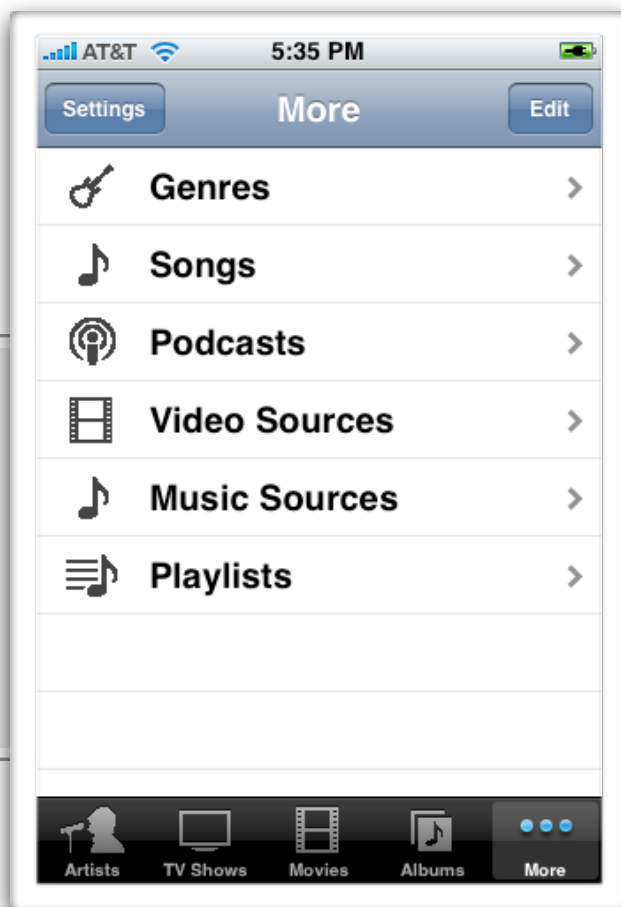 AT&T 5:35 PM
Settings More Edit
Genres
Songs
Podcasts
Video Sources
Music Sources
Playlists
Artists TV Shows Movies Albums More